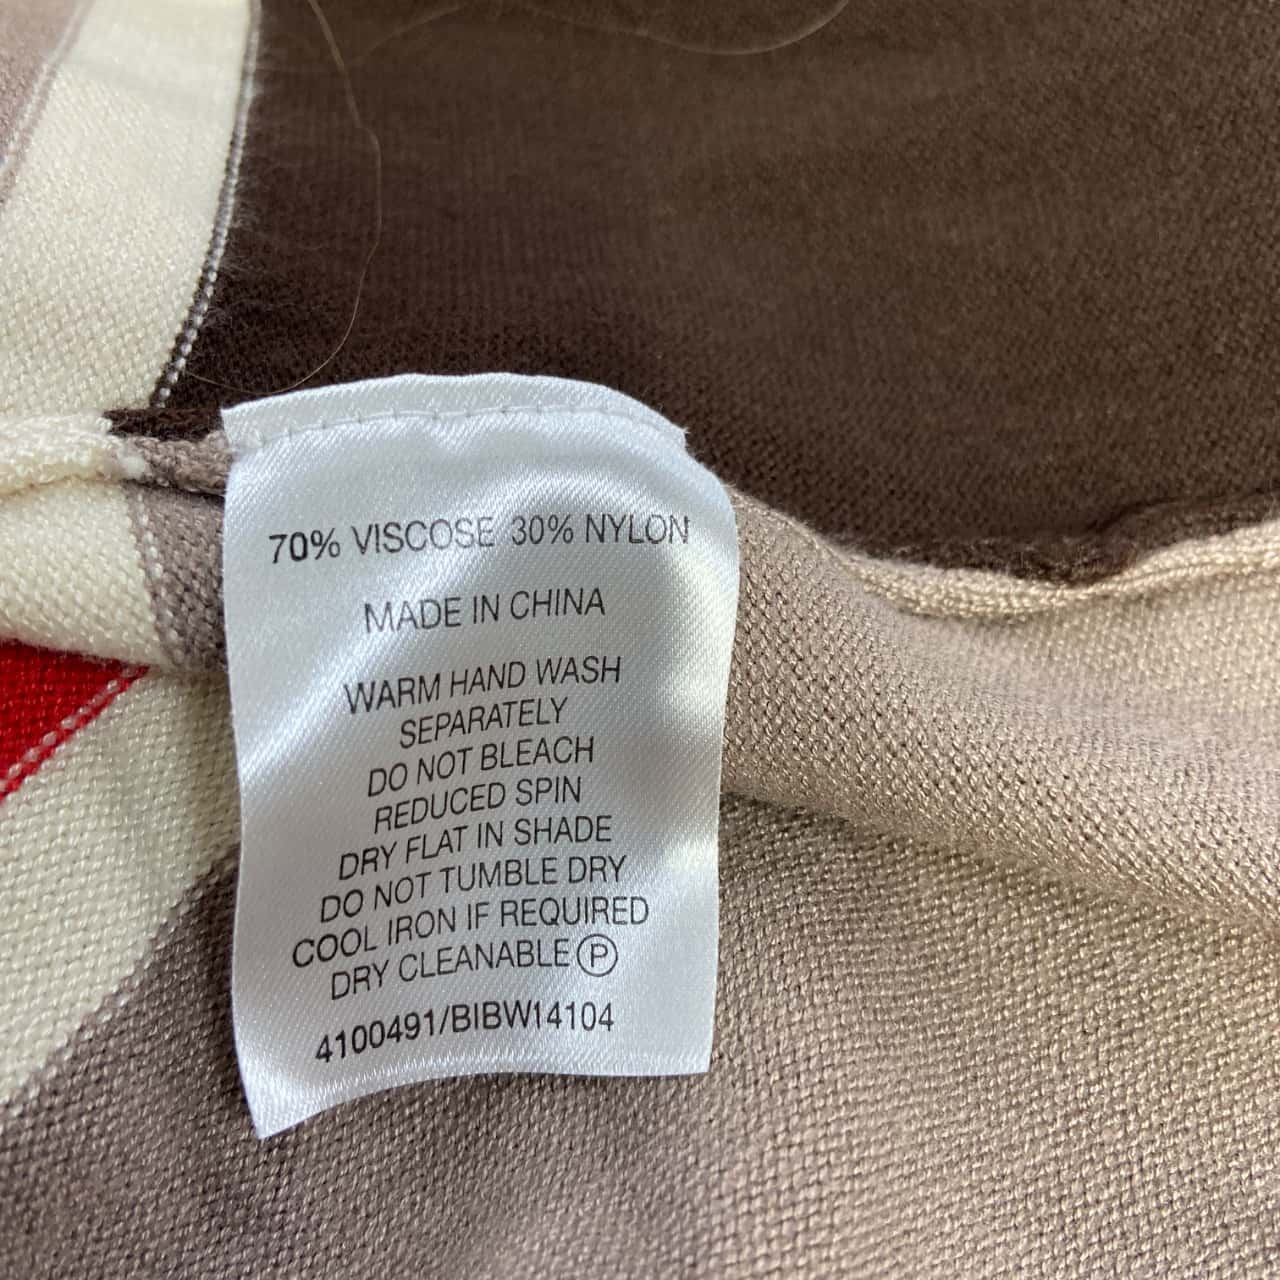 70% VISCOSE 30% NYLON
MADE IN CHINA
WARM HAND WASH
SEPARATELY
DO NOT BLEACH
REDUCED SPIN
DRY FLAT IN SHADE
DO NOT TUMBLE DRY
COOL IRON IF REQUIRED
DRY CLEANABLE Ⓟ
4100491/BIBW14104